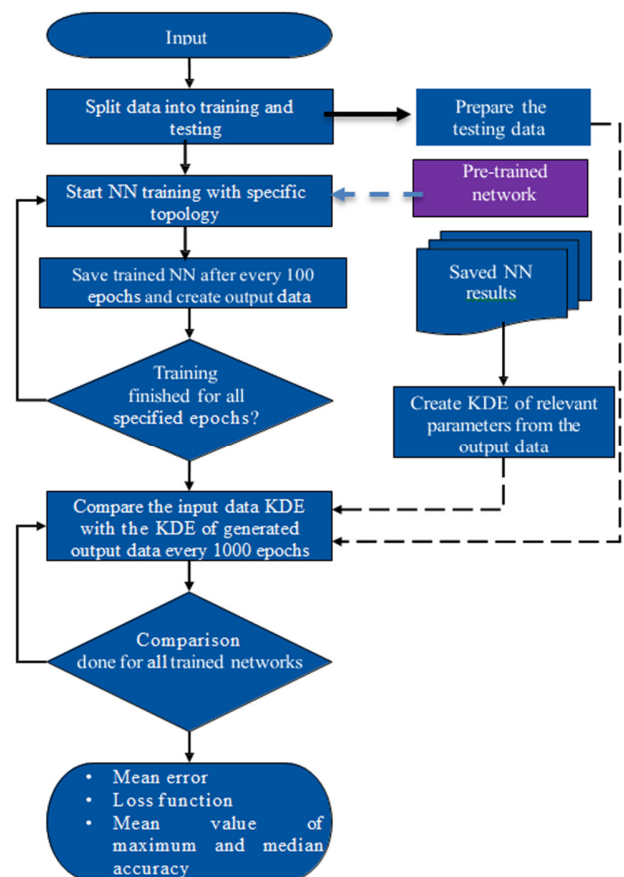 Input
Split data into training and
testing
Prepare the
testing data
Start NN training with specific
topology
Pre-trained
network
Save trained NN after every 100
epochs and create output data
Saved NN
results
Training
finished for all
specified epochs?
Create KDE of relevant
parameters from the
output data
Compare the input data KDE
with the KDE of generated
output data every 1000 epochs
Comparison
done for all trained networks
• Mean error
• Loss function
• Mean value of
maximum and median
accuracy